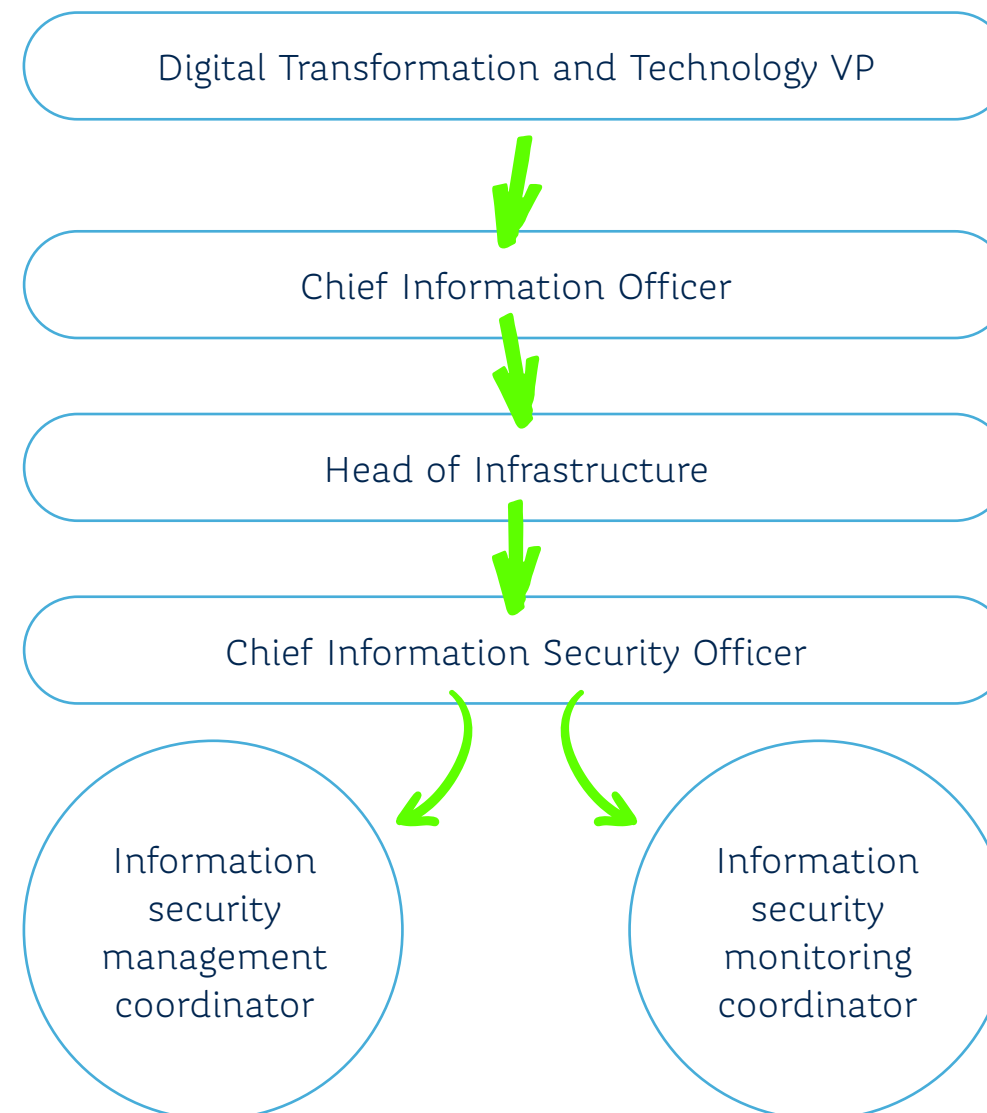 Digital Transformation and Technology VP
Chief Information Officer
Head of Infrastructure
Chief Information Security Officer
Information
security
management
coordinator
Information
security
monitoring
coordinator